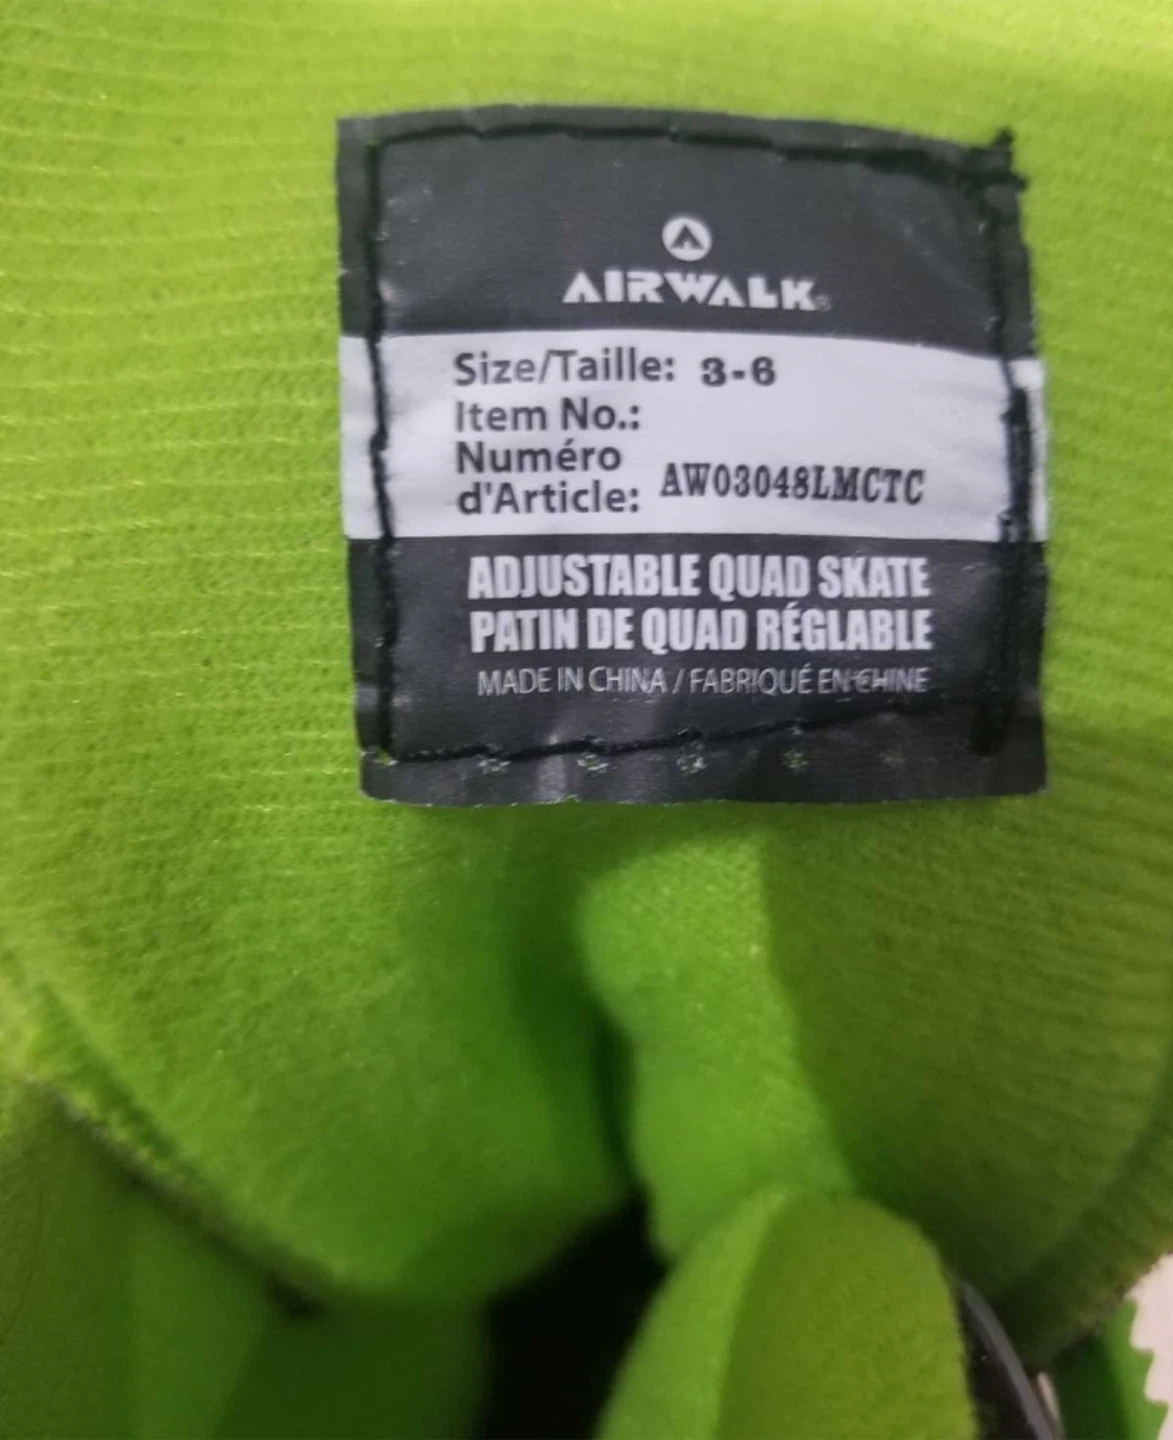 AIRWALK®
Size/Taille: 3-6
Item No.:
Numéro
d'Article: AW03048LMCTC
ADJUSTABLE QUAD SKATE
PATIN DE QUAD RÉGLABLE
MADE IN CHINA / FABRIQUÉ EN CHINE